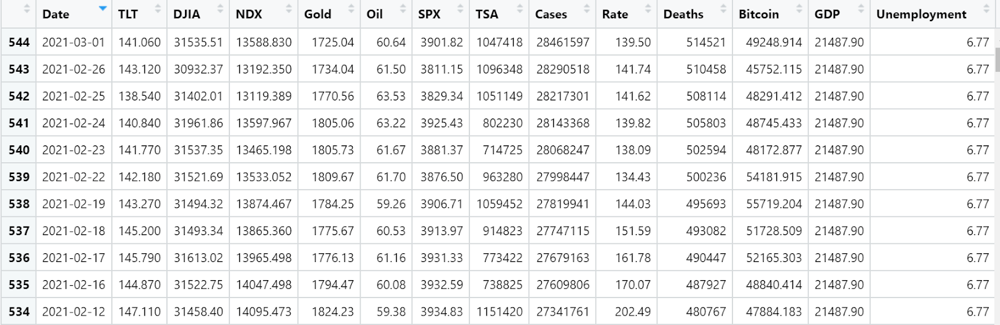 Date TLT DJIA NDX Gold Oil SPX TSA Cases Rate Deaths Bitcoin GDP Unemployment
544 2021-03-01 141.060 31535.51 13588.830 1725.04 60.64 3901.82 1047418 28461597 139.50 514521 49248.914 21487.90 6.77
543 2021-02-26 143.120 30932.37 13192.350 1734.04 61.50 3811.15 1096348 28290518 141.74 510458 45752.115 21487.90 6.77
542 2021-02-25 138.540 31402.01 13119.389 1770.56 63.53 3829.34 1051149 28217301 141.62 508114 48291.412 21487.90 6.77
541 2021-02-24 140.840 31961.86 13597.967 1805.06 63.22 3925.43 802230 28143368 139.82 505803 48745.433 21487.90 6.77
540 2021-02-23 141.770 31537.35 13465.198 1805.73 61.67 3881.37 714725 28068247 138.09 502594 48172.877 21487.90 6.77
539 2021-02-22 142.180 31521.69 13533.052 1809.67 61.70 3876.50 963280 27998447 134.43 500236 54181.915 21487.90 6.77
538 2021-02-19 143.270 31494.32 13874.467 1784.25 59.26 3906.71 1059452 27819941 144.03 495693 55719.204 21487.90 6.77
537 2021-02-18 145.200 31493.34 13865.360 1775.67 60.53 3913.97 914823 27747115 151.59 493082 51728.509 21487.90 6.77
536 2021-02-17 145.790 31613.02 13965.498 1776.13 61.16 3931.33 773422 27679163 161.78 490447 52165.303 21487.90 6.77
535 2021-02-16 144.870 31522.75 14047.498 1794.47 60.08 3932.59 738825 27609806 170.07 487927 48840.414 21487.90 6.77
534 2021-02-12 147.110 31458.40 14095.473 1824.23 59.38 3934.83 1151420 27341761 202.49 480767 47884.183 21487.90 6.77